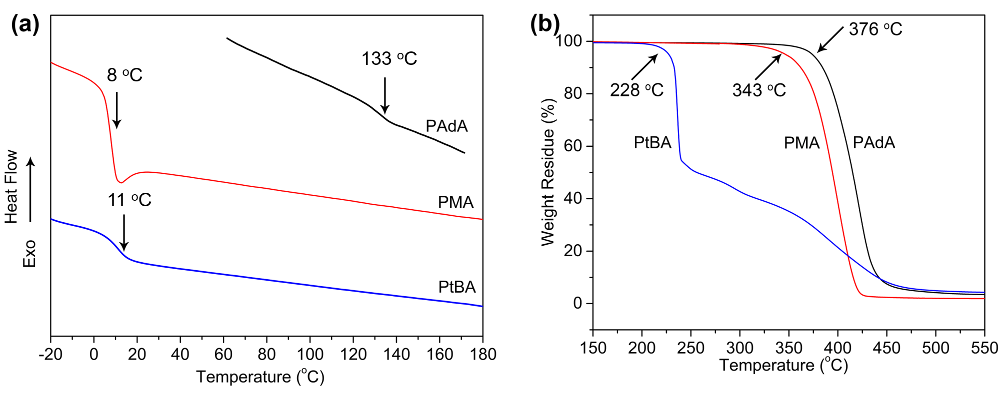 (a)
8 °C
133 °C
PAdA
11 °C
PMA
PtBA
Exo
Heat Flow
-20 0 20 40 60 80 100 120 140 160 180
Temperature (°C)
(b)
376 °C
228 °C
343 °C
PtBA
PMA
PAdA
100
80
60
40
20
0
Weight Residue (%)
150 200 250 300 350 400 450 500 550
Temperature (°C)